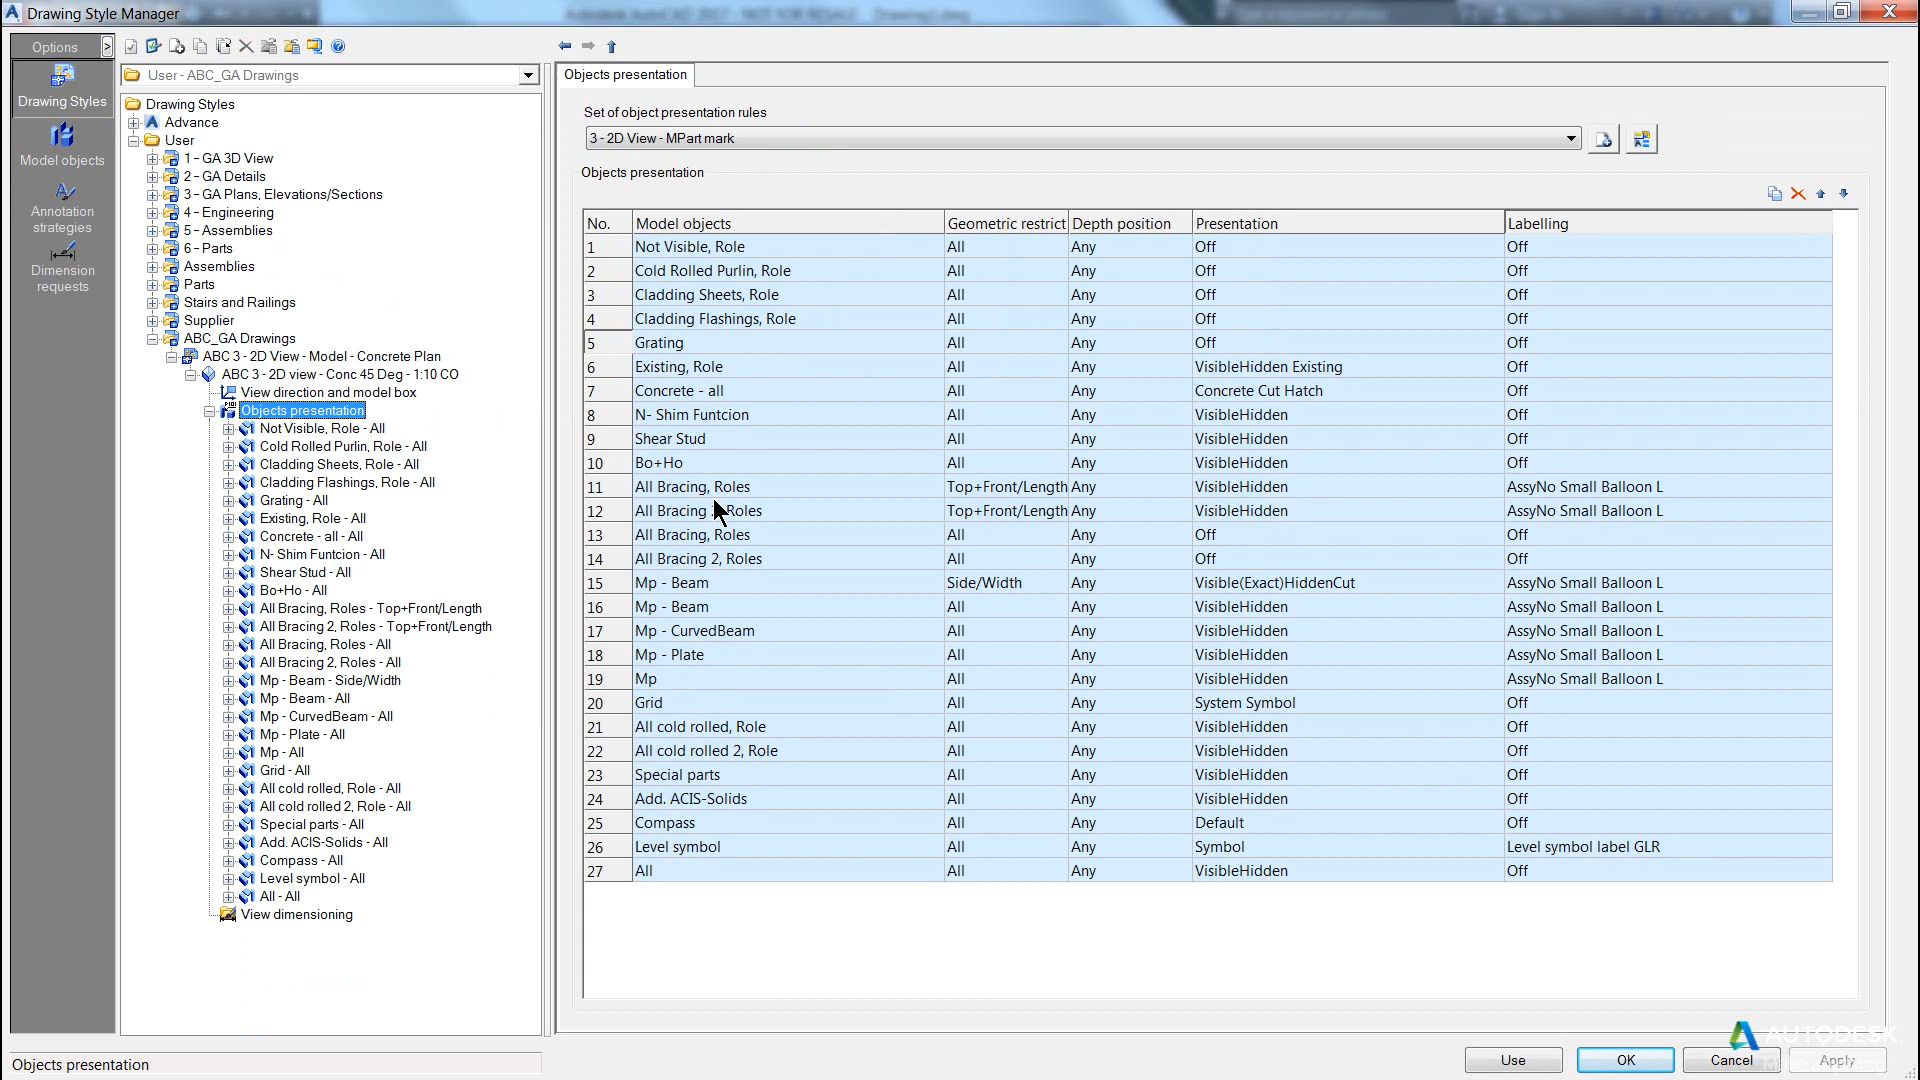 Drawing Style Manager
Options >
Drawing Styles
Model objects
Annotation
strategies
Dimension
requests
User - ABC_GA Drawings
Drawing Styles
Advance
User
1 - GA 3D View
2 - GA Details
3 - GA Plans, Elevations/Sections
4 - Engineering
5 - Assemblies
6 - Parts
Assemblies
Parts
Stairs and Railings
Supplier
ABC_GA Drawings
ABC 3 - 2D View - Model - Concrete Plan
ABC 3 - 2D view - Conc 45 Deg - 1:10 CO
View direction and model box
Objects presentation
Not Visible, Role - All
Cold Rolled Purlin, Role - All
Cladding Sheets, Role - All
Cladding Flashings, Role - All
Grating - All
Existing, Role - All
Concrete - all - All
N- Shim Funtcion - All
Shear Stud - All
Bo+Ho - All
All Bracing, Roles - Top+Front/Length
All Bracing 2, Roles - Top+Front/Length
All Bracing, Roles - All
All Bracing 2, Roles - All
Mp - Beam - Side/Width
Mp - Beam - All
Mp - CurvedBeam - All
Mp - Plate - All
Mp - All
Grid - All
All cold rolled, Role - All
All cold rolled 2, Role - All
Special parts - All
Add. ACIS-Solids - All
Compass - All
Level symbol - All
All - All
View dimensioning
Objects presentation
Set of object presentation rules
3 - 2D View - MPart mark
Objects presentation
No. Model objects Geometric restrict Depth position Presentation Labelling
1 Not Visible, Role All Any Off Off
2 Cold Rolled Purlin, Role All Any Off Off
3 Cladding Sheets, Role All Any Off Off
4 Cladding Flashings, Role All Any Off Off
5 Grating All Any Off Off
6 Existing, Role All Any VisibleHidden Existing Off
7 Concrete - all All Any Concrete Cut Hatch Off
8 N- Shim Funtcion All Any VisibleHidden Off
9 Shear Stud All Any VisibleHidden Off
10 Bo+Ho All Any VisibleHidden Off
11 All Bracing, Roles Top+Front/Length Any VisibleHidden AssyNo Small Balloon L
12 All Bracing Roles Top+Front/Length Any VisibleHidden AssyNo Small Balloon L
13 All Bracing, Roles All Any Off Off
14 All Bracing 2, Roles All Any Off Off
15 Mp - Beam Side/Width Any Visible(Exact)HiddenCut AssyNo Small Balloon L
16 Mp - Beam All Any VisibleHidden AssyNo Small Balloon L
17 Mp - CurvedBeam All Any VisibleHidden AssyNo Small Balloon L
18 Mp - Plate All Any VisibleHidden AssyNo Small Balloon L
19 Mp All Any VisibleHidden AssyNo Small Balloon L
20 Grid All Any System Symbol Off
21 All cold rolled, Role All Any VisibleHidden Off
22 All cold rolled 2, Role All Any VisibleHidden Off
23 Special parts All Any VisibleHidden Off
24 Add. ACIS-Solids All Any VisibleHidden Off
25 Compass All Any Default Off
26 Level symbol All Any Symbol Level symbol label GLR
27 All All Any VisibleHidden Off
AUTODESK.
Objects presentation
Use OK Cancel Apply